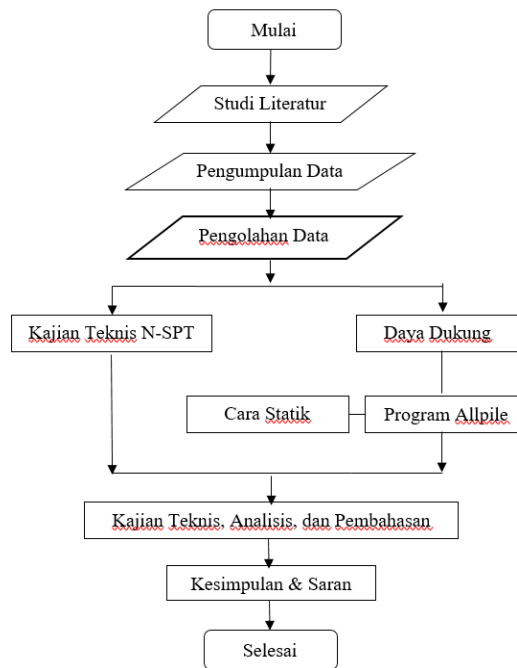 Mulai
Studi Literatur
Pengumpulan Data
Pengolahan Data
Kajian Teknis N-SPT
Daya Dukung
Cara Statik
Program Allpile
Kajian Teknis, Analisis, dan Pembahasan
Kesimpulan & Saran
Selesai